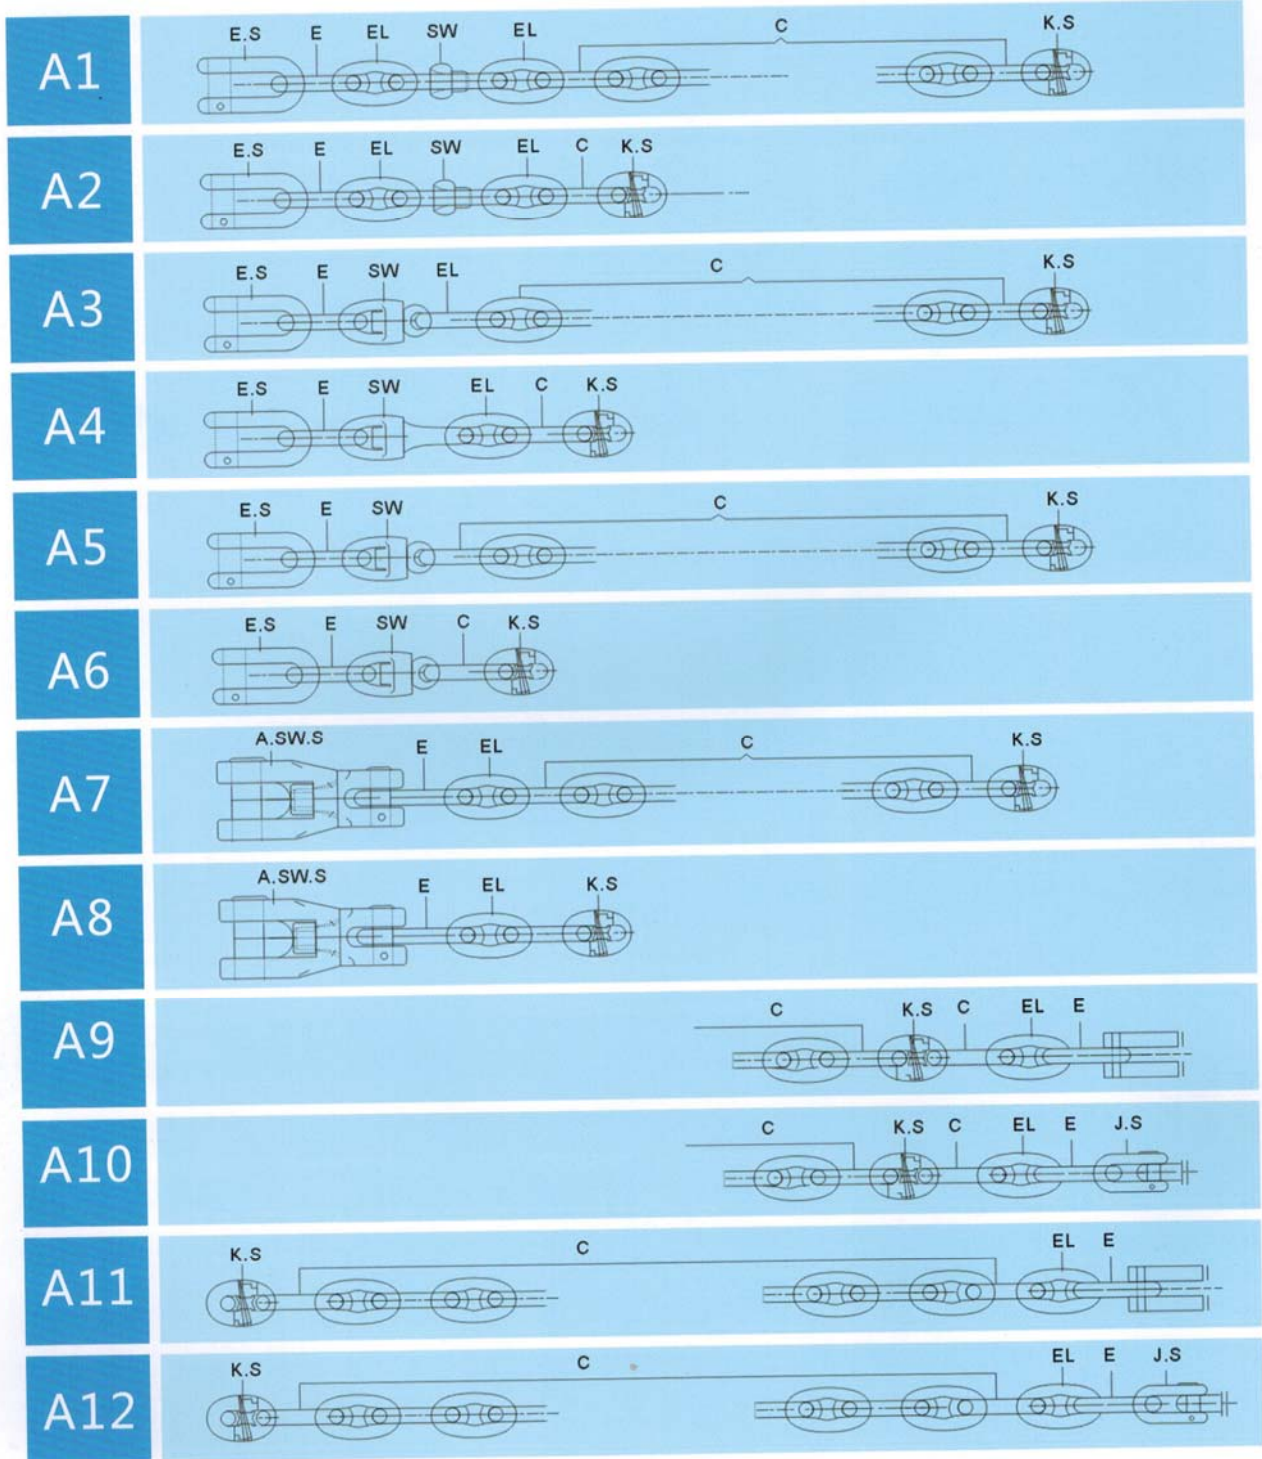 A1
E.S E EL SW EL C K.S
A2
E.S E EL SW EL C K.S
A3
E.S E SW EL C K.S
A4
E.S E SW EL C K.S
A5
E.S E SW C K.S
A6
E.S E SW C K.S
A7
A.SW.S E EL C K.S
A8
A.SW.S E EL K.S
A9
C K.S C EL E
A10
C K.S C EL E J.S
A11
K.S C EL E
A12
K.S C EL E J.S